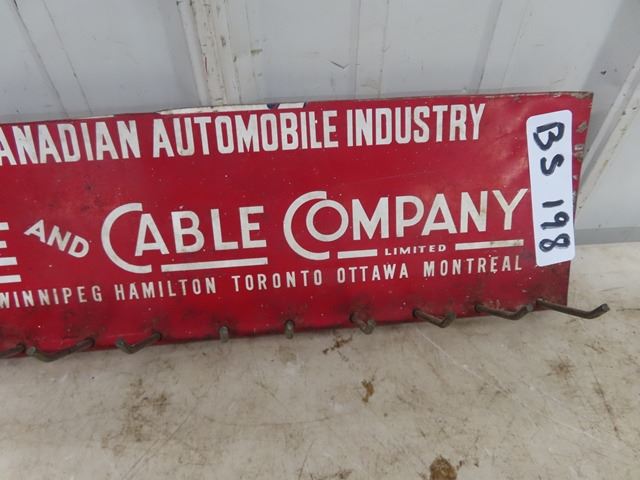 ANADIAN AUTOMOBILE INDUSTRY
E AND CABLE COMPANY
LIMITED
WINNIPEG HAMILTON TORONTO OTTAWA MONTREAL
BS 198